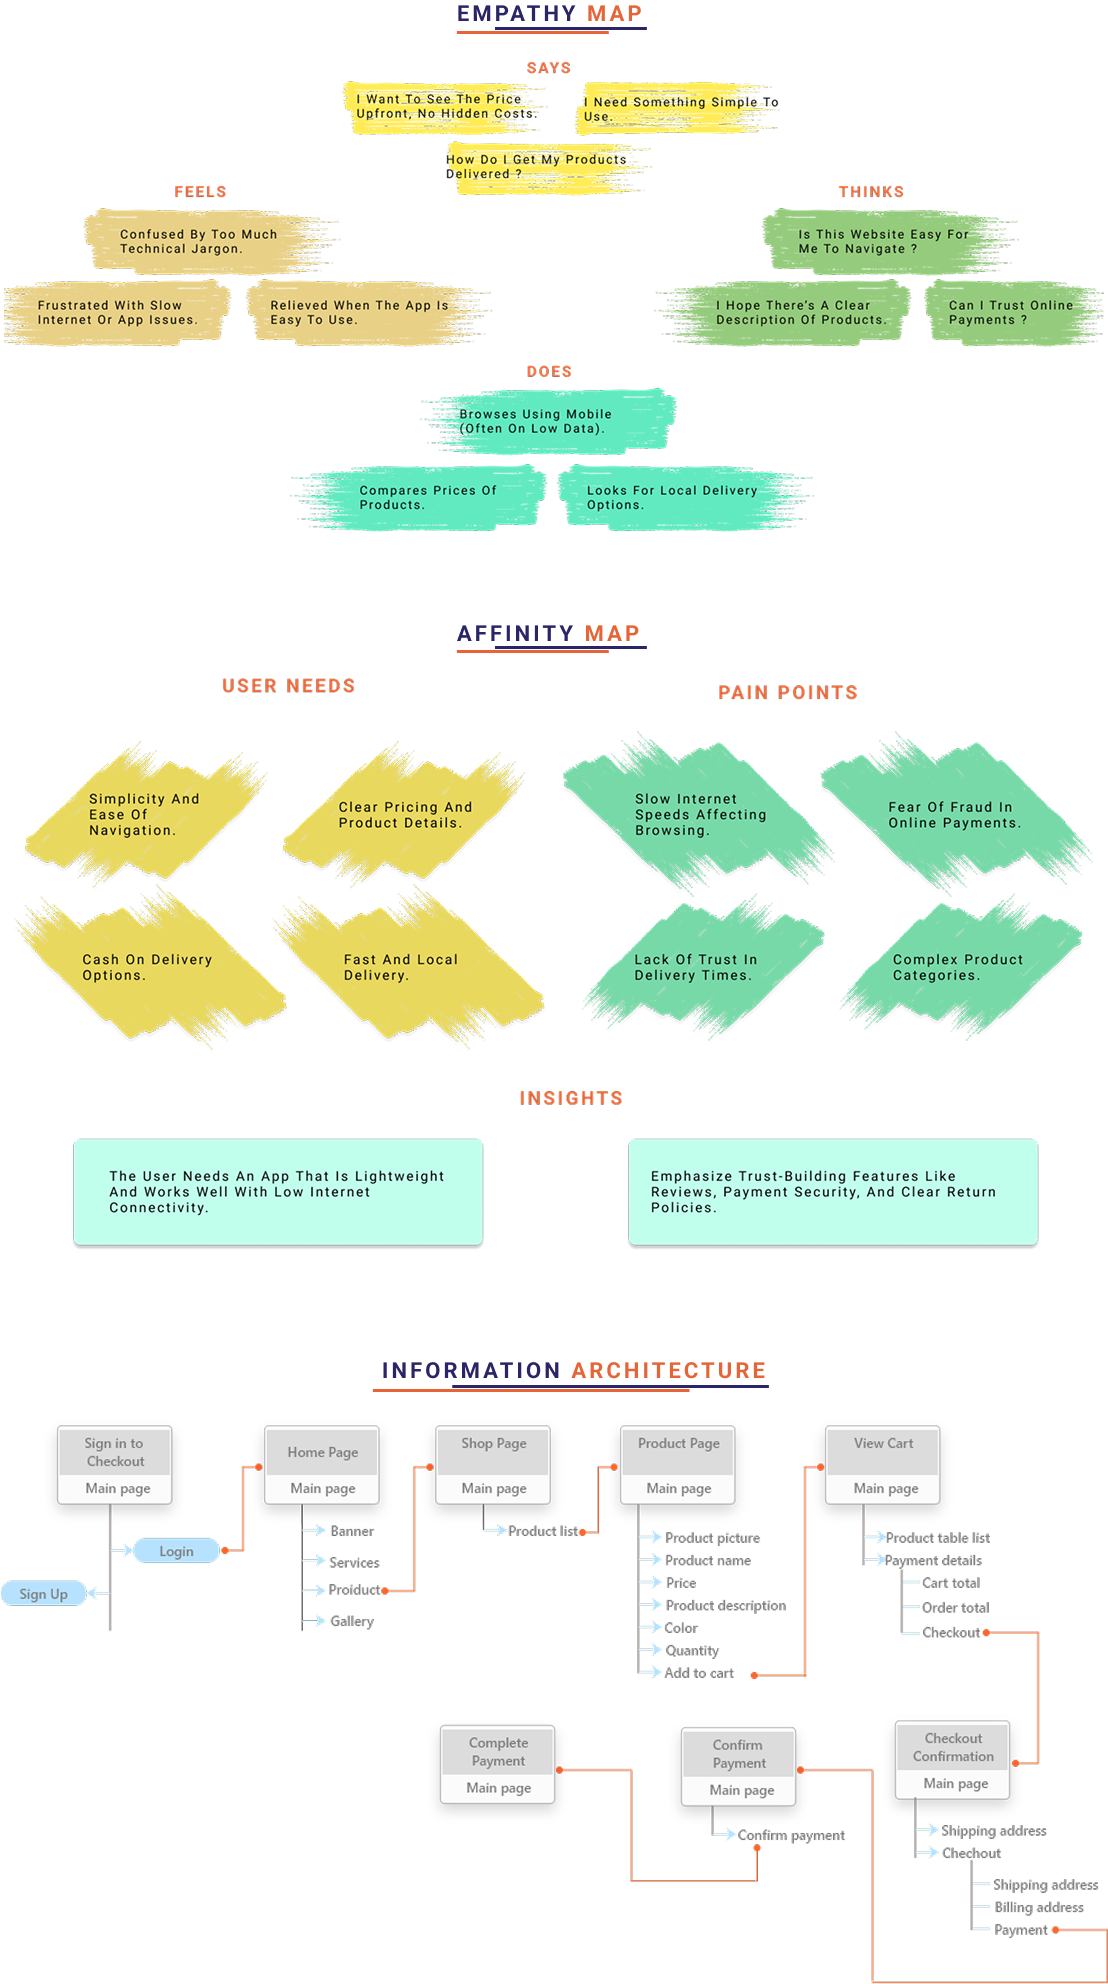 EMPATHY MAP
SAYS
I Want To See The Price
Upfront, No Hidden Costs.
I Need Something Simple To
Use.
How Do I Get My Products
Delivered ?
FEELS
Confused By Too Much
Technical Jargon.
Frustrated With Slow
Internet Or App Issues.
Relieved When The App Is
Easy To Use.
THINKS
Is This Website Easy For
Me To Navigate ?
I Hope There's A Clear
Description Of Products.
Can I Trust Online
Payments ?
DOES
Browses Using Mobile
(Often On Low Data).
Compares Prices Of
Products.
Looks For Local Delivery
Options.
AFFINITY MAP
USER NEEDS
Simplicity And
Ease Of
Navigation.
Clear Pricing And
Product Details.
Cash On Delivery
Options.
Fast And Local
Delivery.
PAIN POINTS
Slow Internet
Speeds Affecting
Browsing.
Fear Of Fraud In
Online Payments.
Lack Of Trust In
Delivery Times.
Complex Product
Categories.
INSIGHTS
The User Needs An App That Is Lightweight
And Works Well With Low Internet
Connectivity.
Emphasize Trust-Building Features Like
Reviews, Payment Security, And Clear Return
Policies.
INFORMATION ARCHITECTURE
Sign in to
Checkout
Main page
Login
Sign Up
Home Page
Main page
Banner
Services
Proiduct
Gallery
Shop Page
Main page
Product list
Product Page
Main page
Product picture
Product name
Price
Product description
Color
Quantity
Add to cart
View Cart
Main page
Product table list
Payment details
Cart total
Order total
Checkout
Complete
Payment
Main page
Confirm
Payment
Main page
Confirm payment
Checkout
Confirmation
Main page
Shipping address
Chechout
Shipping address
Billing address
Payment